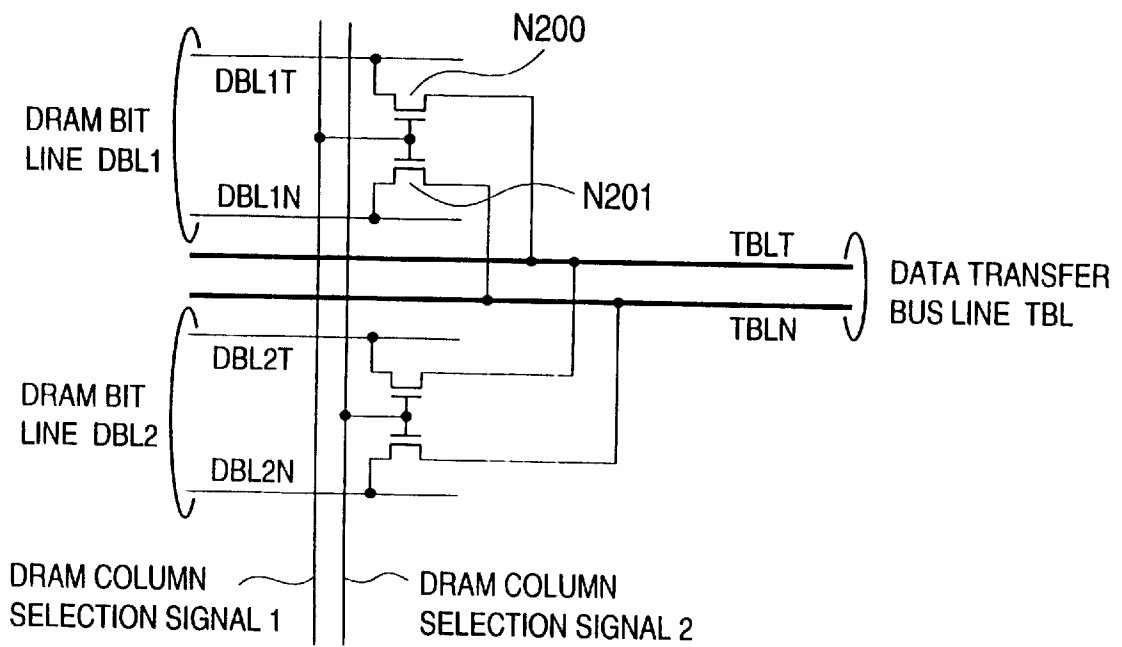 N200
DBL1T
DRAM BIT
LINE DBL1
DBL1N
N201
TBLT
DATA TRANSFER
BUS LINE TBL
TBLN
DBL2T
DRAM BIT
LINE DBL2
DBL2N
DRAM COLUMN
SELECTION SIGNAL 1
DRAM COLUMN
SELECTION SIGNAL 2